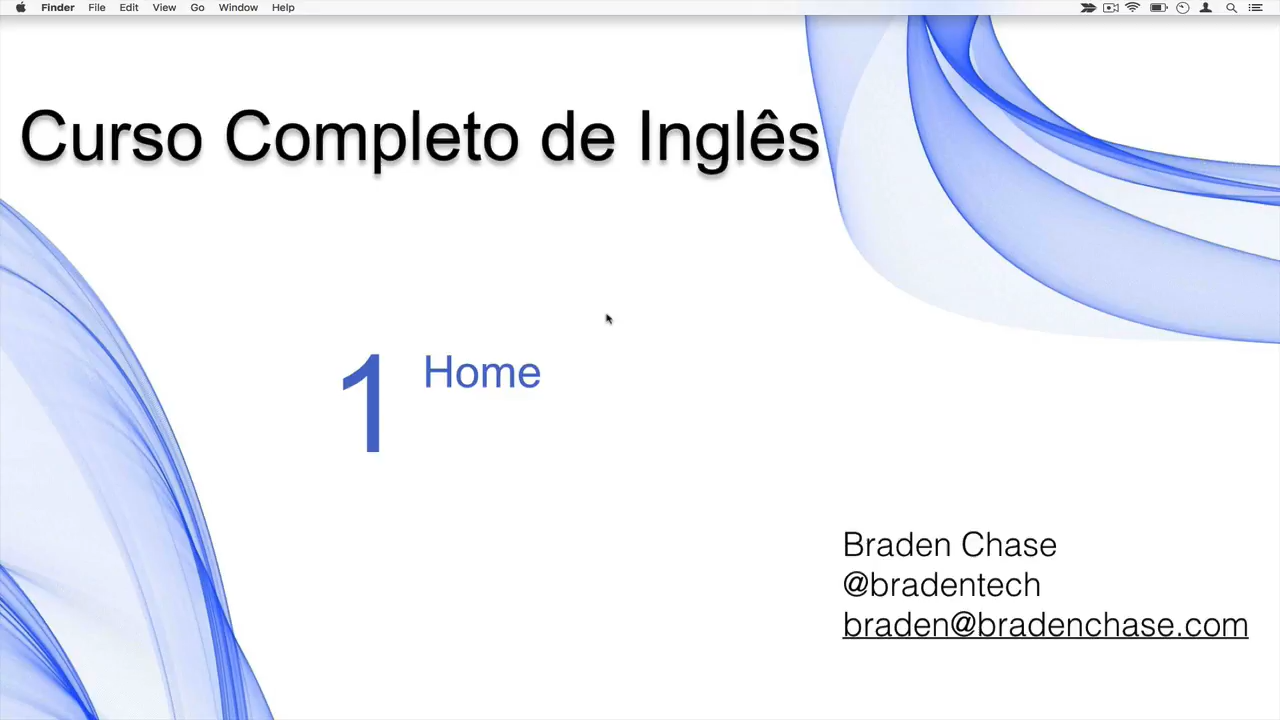 Finder File Edit View Go Window Help
Curso Completo de Inglês
1 Home
Braden Chase
@bradentech
braden@bradenchase.com